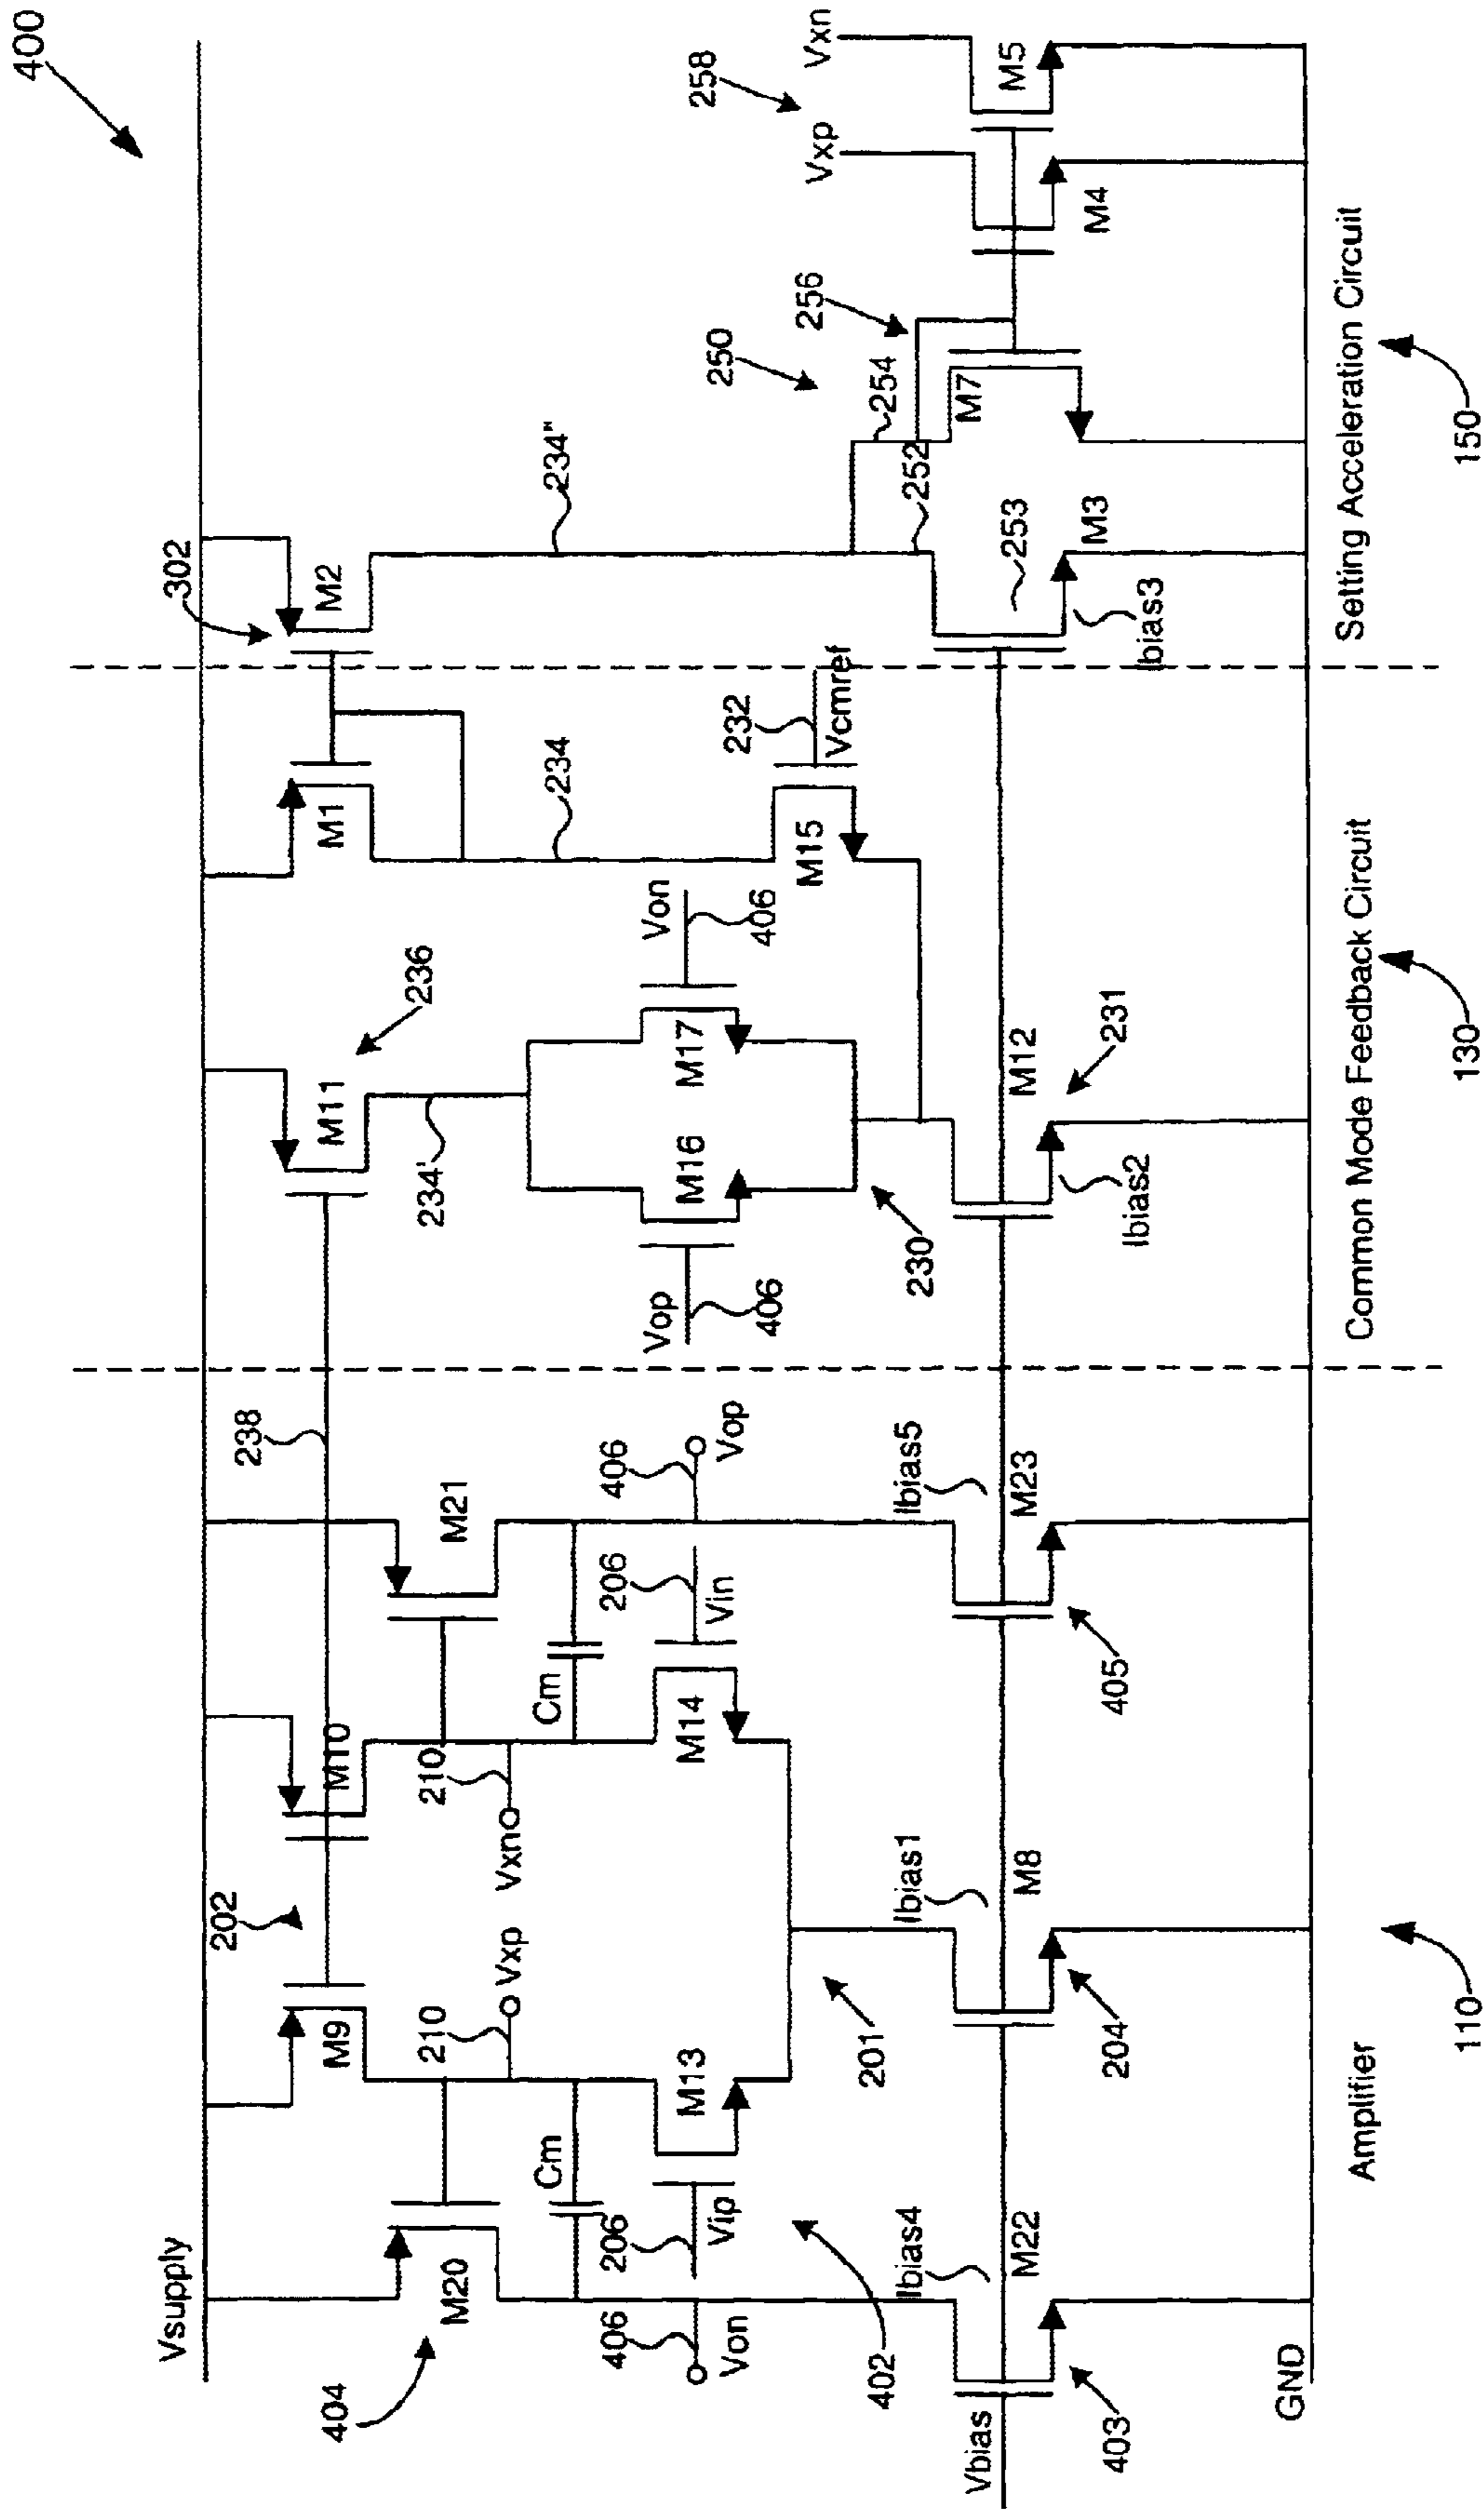 400
Vsupply
404
M20
M9
202
M10
238
M21
M11
236
M1
302
M2
Von
406
Cm
206
Vip
402
210
Vxp
M13
201
Vxn
210
Cm
M14
206
Vin
406
Vop
234'
Vop
406
M16
M17
Von
406
230
234
232
Vcmref
M15
234"
250
254
256
258
Vxp
Vxn
252
M7
253
M3
M4
M5
Vbias
403
Ibias4
M22
Ibias1
M8
204
Ibias5
M23
405
M12
231
Ibias2
Ibias3
GND
Amplifier
110
Common Mode Feedback Circuit
130
Setting Acceleration Circuit
150